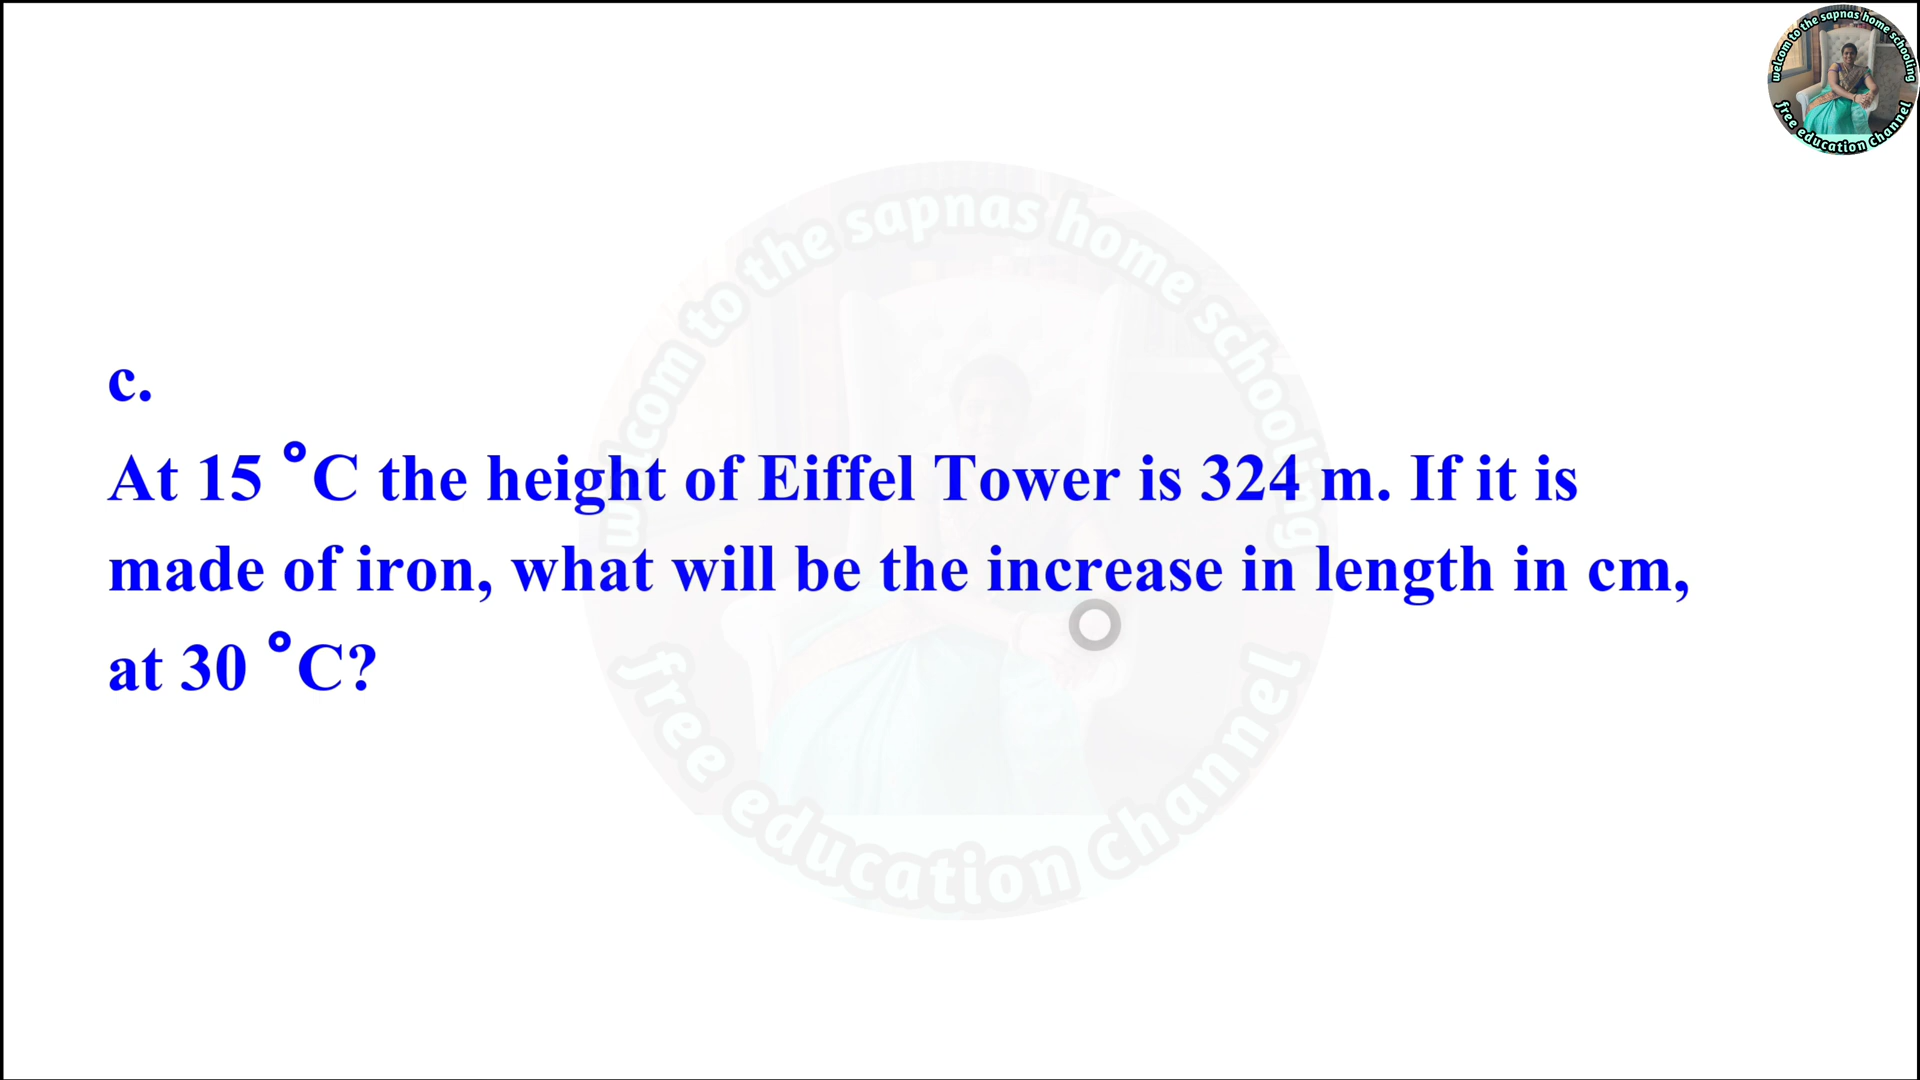 welcom to the sapnas home schooling
free education channel
welcom to the sapnas home schooling
c.
At 15 °C the height of Eiffel Tower is 324 m. If it is
made of iron, what will be the increase in length in cm,
at 30 °C?
free education channel